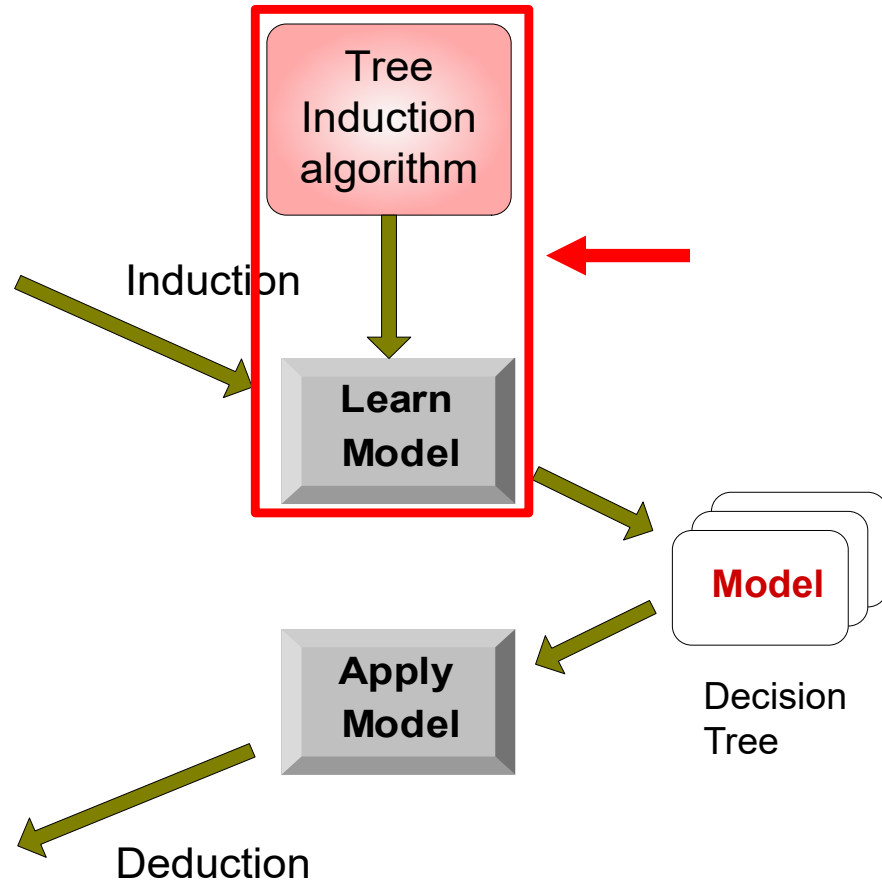 Tree
Induction
algorithm
Induction
Learn
Model
Model
Apply
Model
Decision
Tree
Deduction